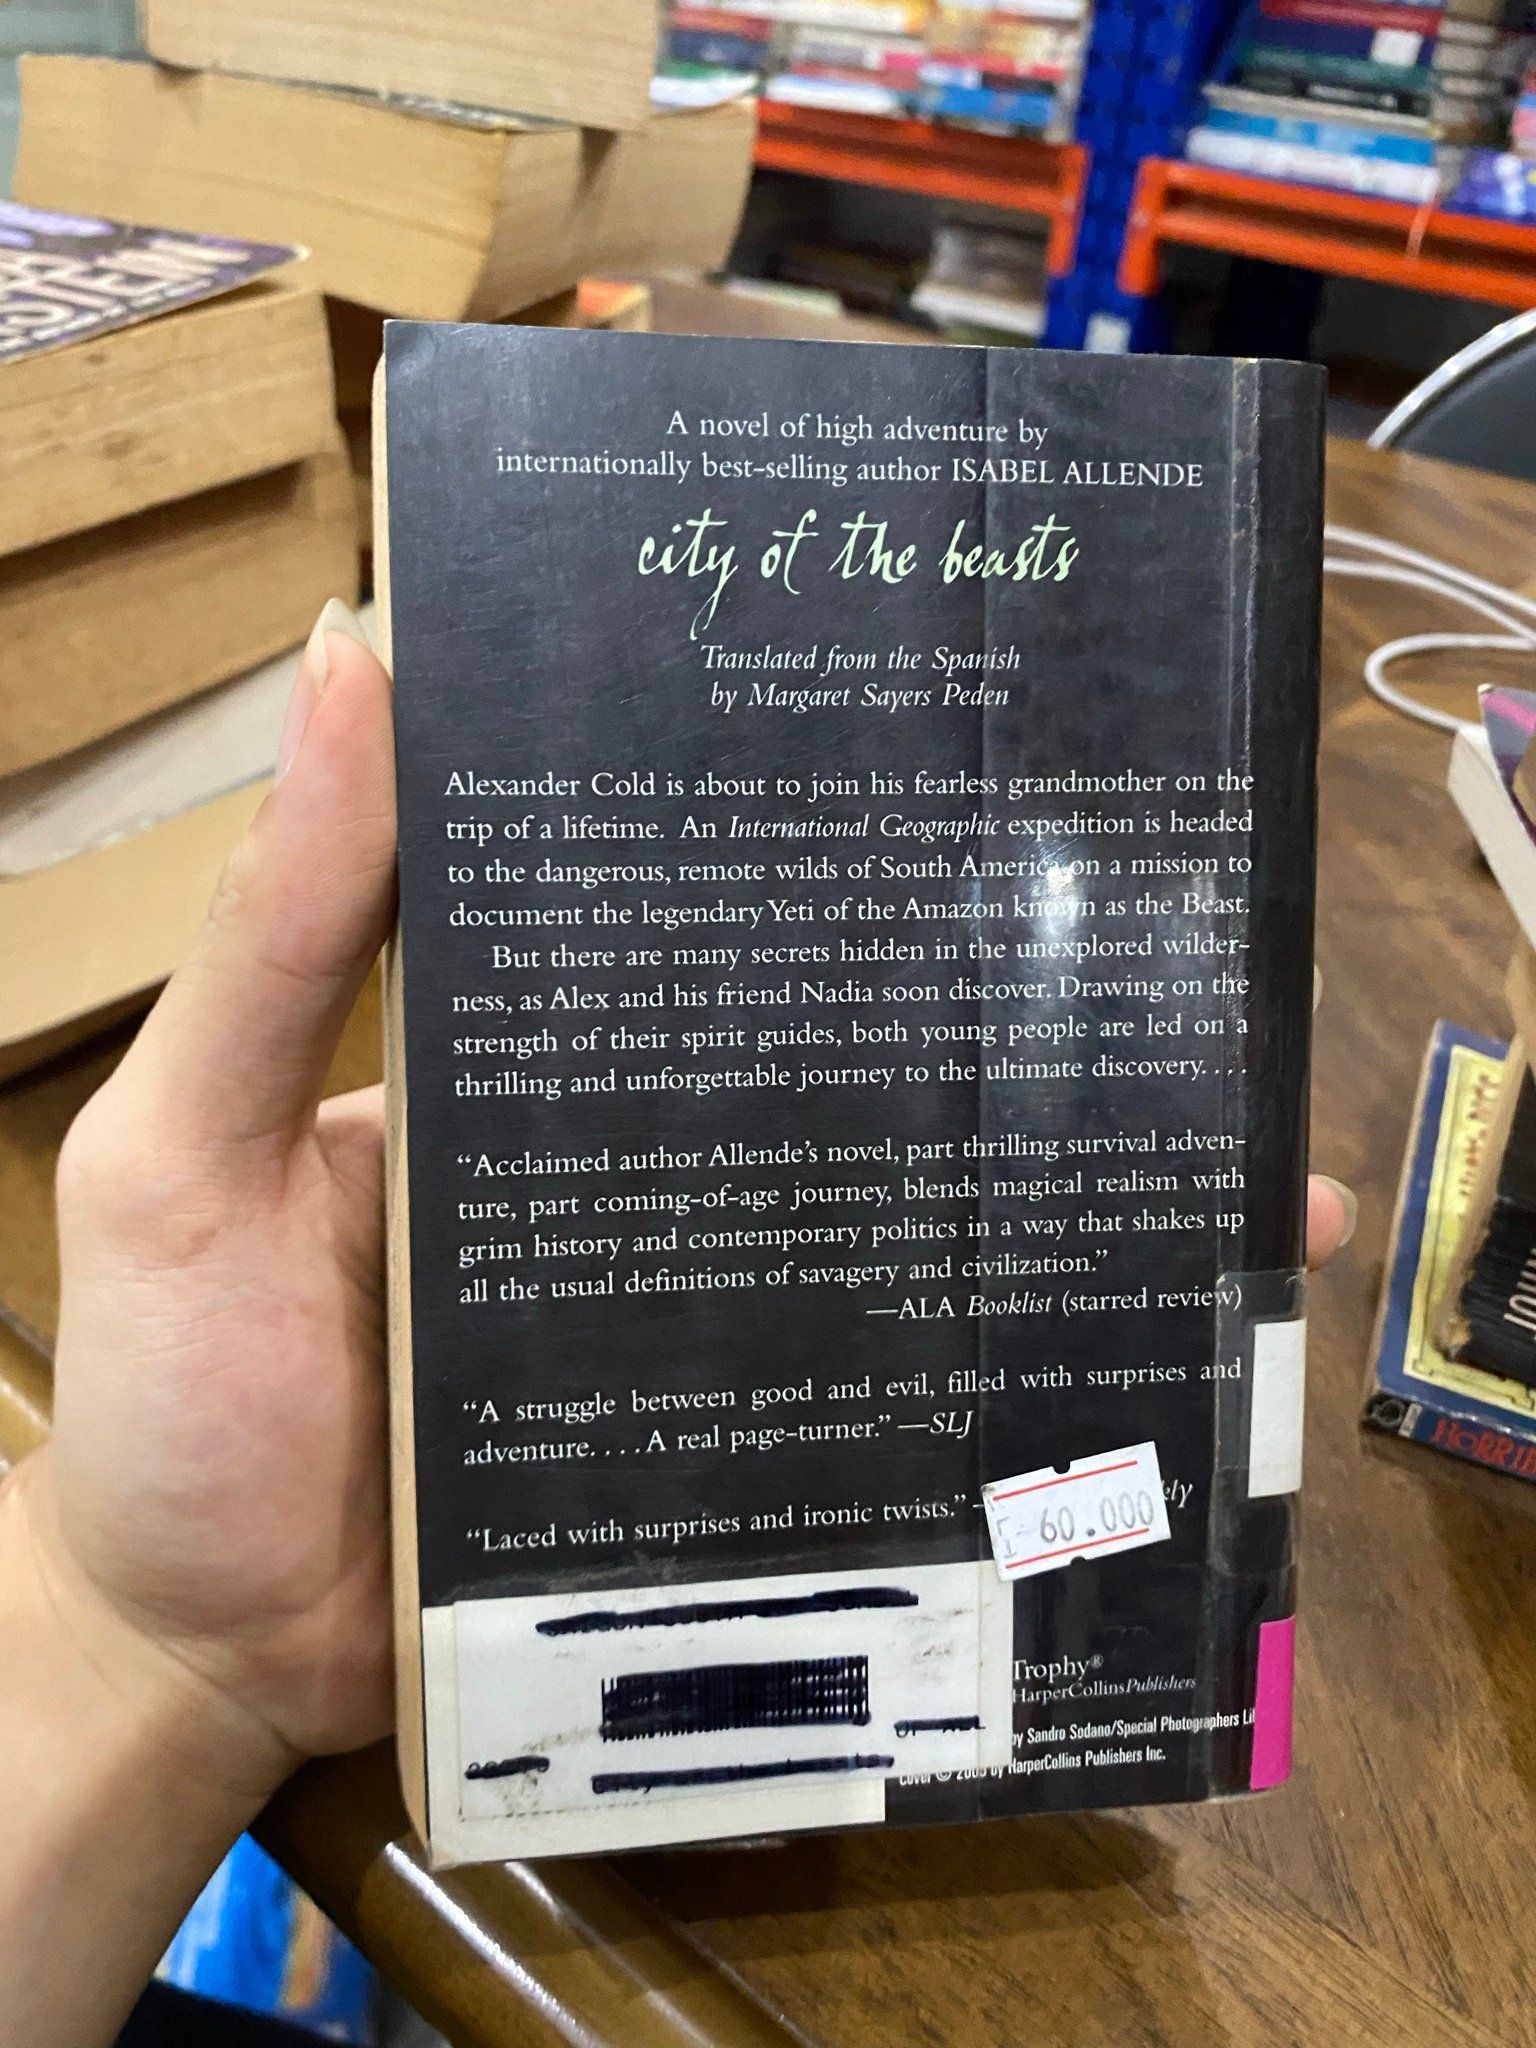 STEIN
A novel of high adventure by
internationally best-selling author ISABEL ALLENDE
city of the beasts
Translated from the Spanish
by Margaret Sayers Peden
Alexander Cold is about to join his fearless grandmother on the
trip of a lifetime. An International Geographic expedition is headed
to the dangerous, remote wilds of South America on a mission to
document the legendary Yeti of the Amazon known as the Beast.
But there are many secrets hidden in the unexplored wilder-
ness, as Alex and his friend Nadia soon discover. Drawing on the
strength of their spirit guides, both young people are led on a
thrilling and unforgettable journey to the ultimate discovery. . . .
“Acclaimed author Allende’s novel, part thrilling survival adven-
ture, part coming-of-age journey, blends magical realism with
grim history and contemporary politics in a way that shakes up
all the usual definitions of savagery and civilization.”
—ALA Booklist (starred review)
“A struggle between good and evil, filled with surprises and
adventure. . . . A real page-turner.” —SLJ
“Laced with surprises and ironic twists.” –kly
60.000
Trophy®
HarperCollinsPublishers
by Sandro Sodano/Special Photographers Li
Cover © 2003 by HarperCollins Publishers Inc.
HORRIB